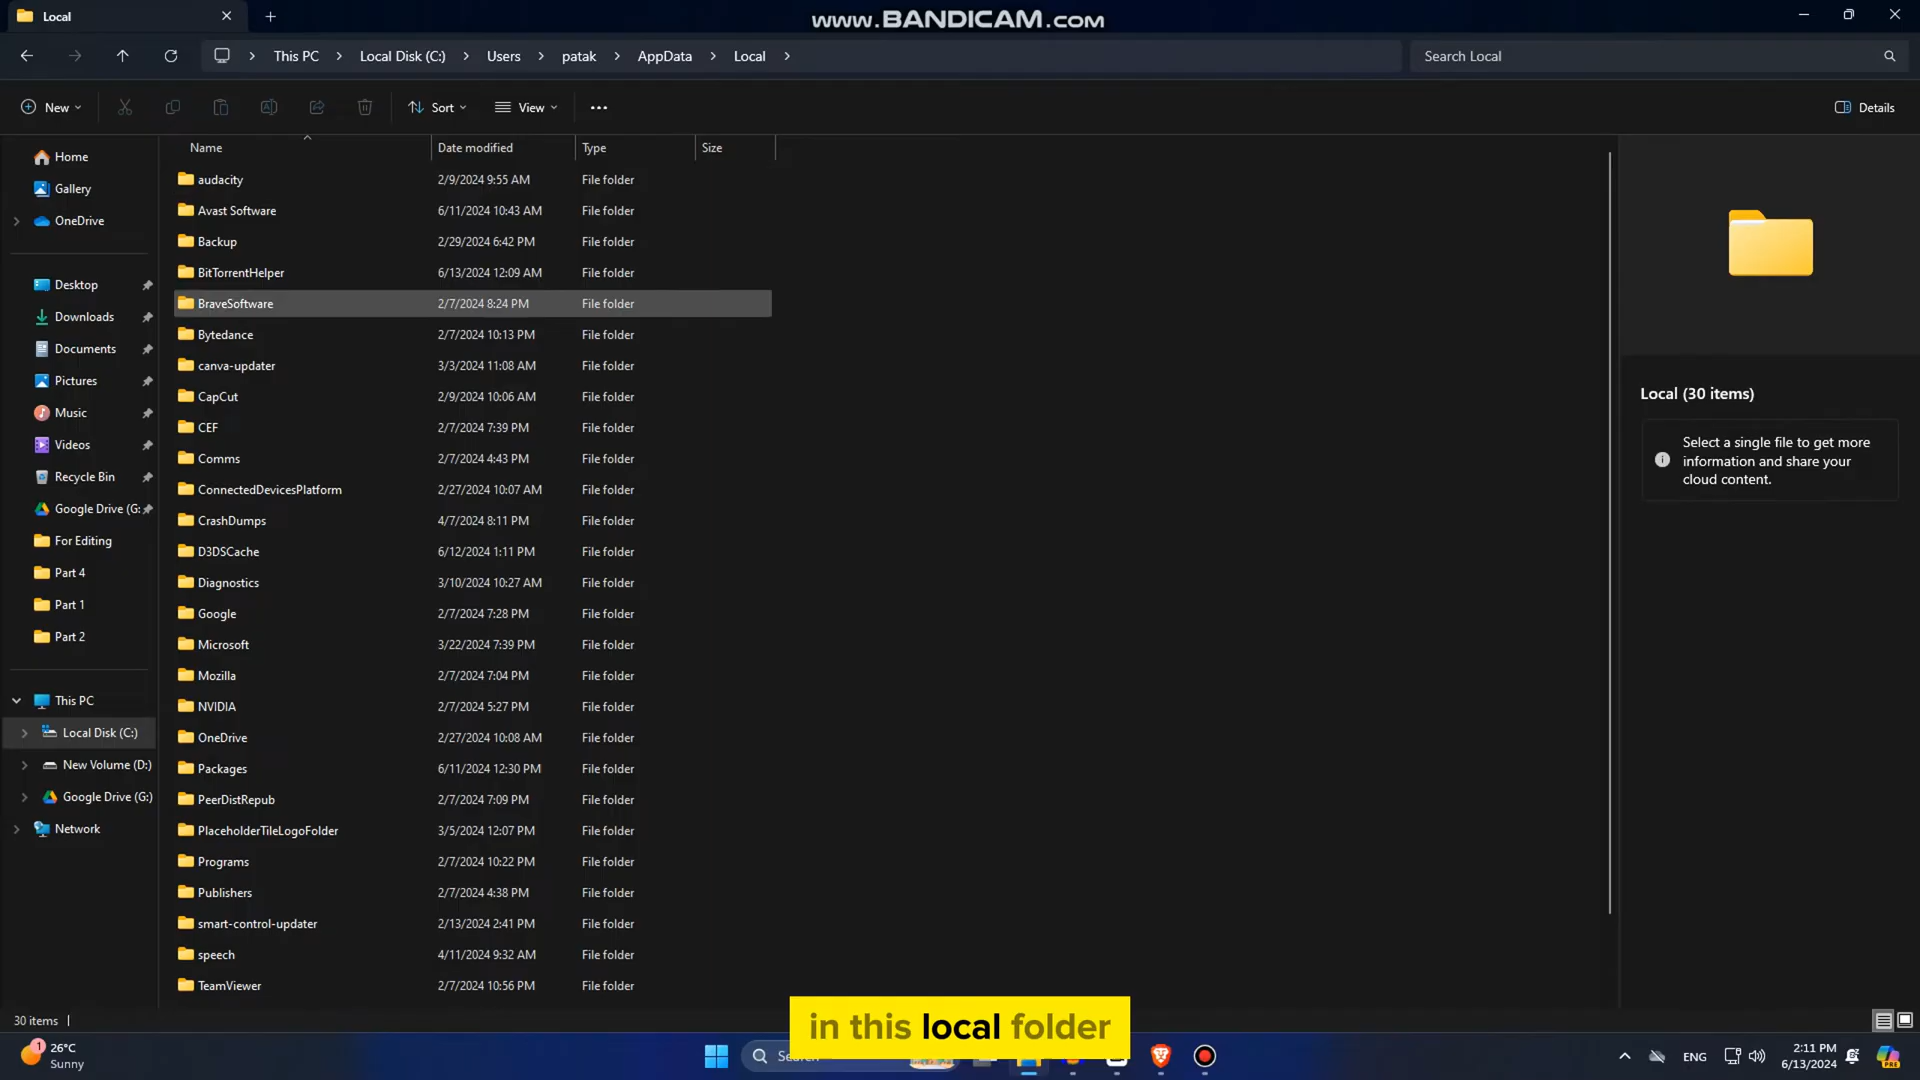 Local
www.BANDICAM.com
This PC
Local Disk (C:)
Users
patak
AppData
Local
Search Local
New
Sort
View
Details
Name Date modified Type Size
audacity 2/9/2024 9:55 AM File folder
Avast Software 6/11/2024 10:43 AM File folder
Backup 2/29/2024 6:42 PM File folder
BitTorrentHelper 6/13/2024 12:09 AM File folder
BraveSoftware 2/7/2024 8:24 PM File folder
Bytedance 2/7/2024 10:13 PM File folder
canva-updater 3/3/2024 11:08 AM File folder
CapCut 2/9/2024 10:06 AM File folder
CEF 2/7/2024 7:39 PM File folder
Comms 2/7/2024 4:43 PM File folder
ConnectedDevicesPlatform 2/27/2024 10:07 AM File folder
CrashDumps 4/7/2024 8:11 PM File folder
D3DSCache 6/12/2024 1:11 PM File folder
Diagnostics 3/10/2024 10:27 AM File folder
Google 2/7/2024 7:28 PM File folder
Microsoft 3/22/2024 7:39 PM File folder
Mozilla 2/7/2024 7:04 PM File folder
NVIDIA 2/7/2024 5:27 PM File folder
OneDrive 2/27/2024 10:08 AM File folder
Packages 6/11/2024 12:30 PM File folder
PeerDistRepub 2/7/2024 7:09 PM File folder
PlaceholderTileLogoFolder 3/5/2024 12:07 PM File folder
Programs 2/7/2024 10:22 PM File folder
Publishers 2/7/2024 4:38 PM File folder
smart-control-updater 2/13/2024 2:41 PM File folder
speech 4/11/2024 9:32 AM File folder
TeamViewer 2/7/2024 10:56 PM File folder
Home
Gallery
OneDrive
Desktop
Downloads
Documents
Pictures
Music
Videos
Recycle Bin
Google Drive (G:
For Editing
Part 4
Part 1
Part 2
This PC
Local Disk (C:)
New Volume (D:)
Google Drive (G:)
Network
Local (30 items)
Select a single file to get more
information and share your
cloud content.
30 items
in this local folder
1
26°C
Sunny
ENG
2:11 PM
6/13/2024
PRE